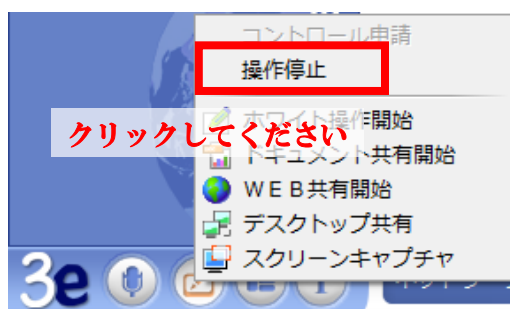 コントロール申請
操作停止
ホワイト操作開始
クリックしてください
ドキュメント共有開始
ＷＥＢ共有開始
デスクトップ共有
スクリーンキャプチャ
3e